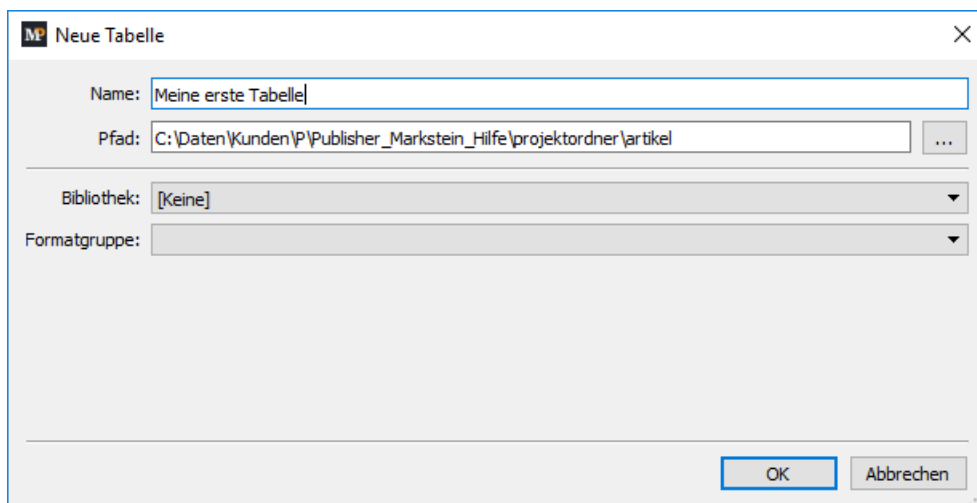 MP Neue Tabelle
Name: Meine erste Tabelle
Pfad: C:\Daten\Kunden\P\Publisher_Markstein_Hilfe\projektordner\artikel ...
Bibliothek: [Keine]
Formatgruppe:
OK Abbrechen